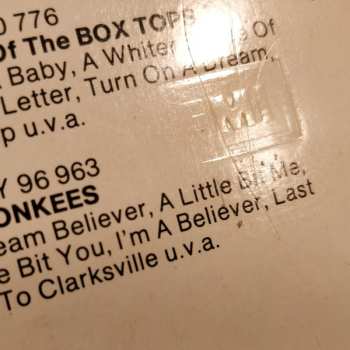 0 776
Of The BOX TOPS
Baby, A Whiter Of
Letter, Turn On A Dream,
p u.v.a.
Y 96 963
ONKEES
eam Believer, A Little Bit Me,
e Bit You, I'm A Believer, Last
To Clarksville u.v.a.